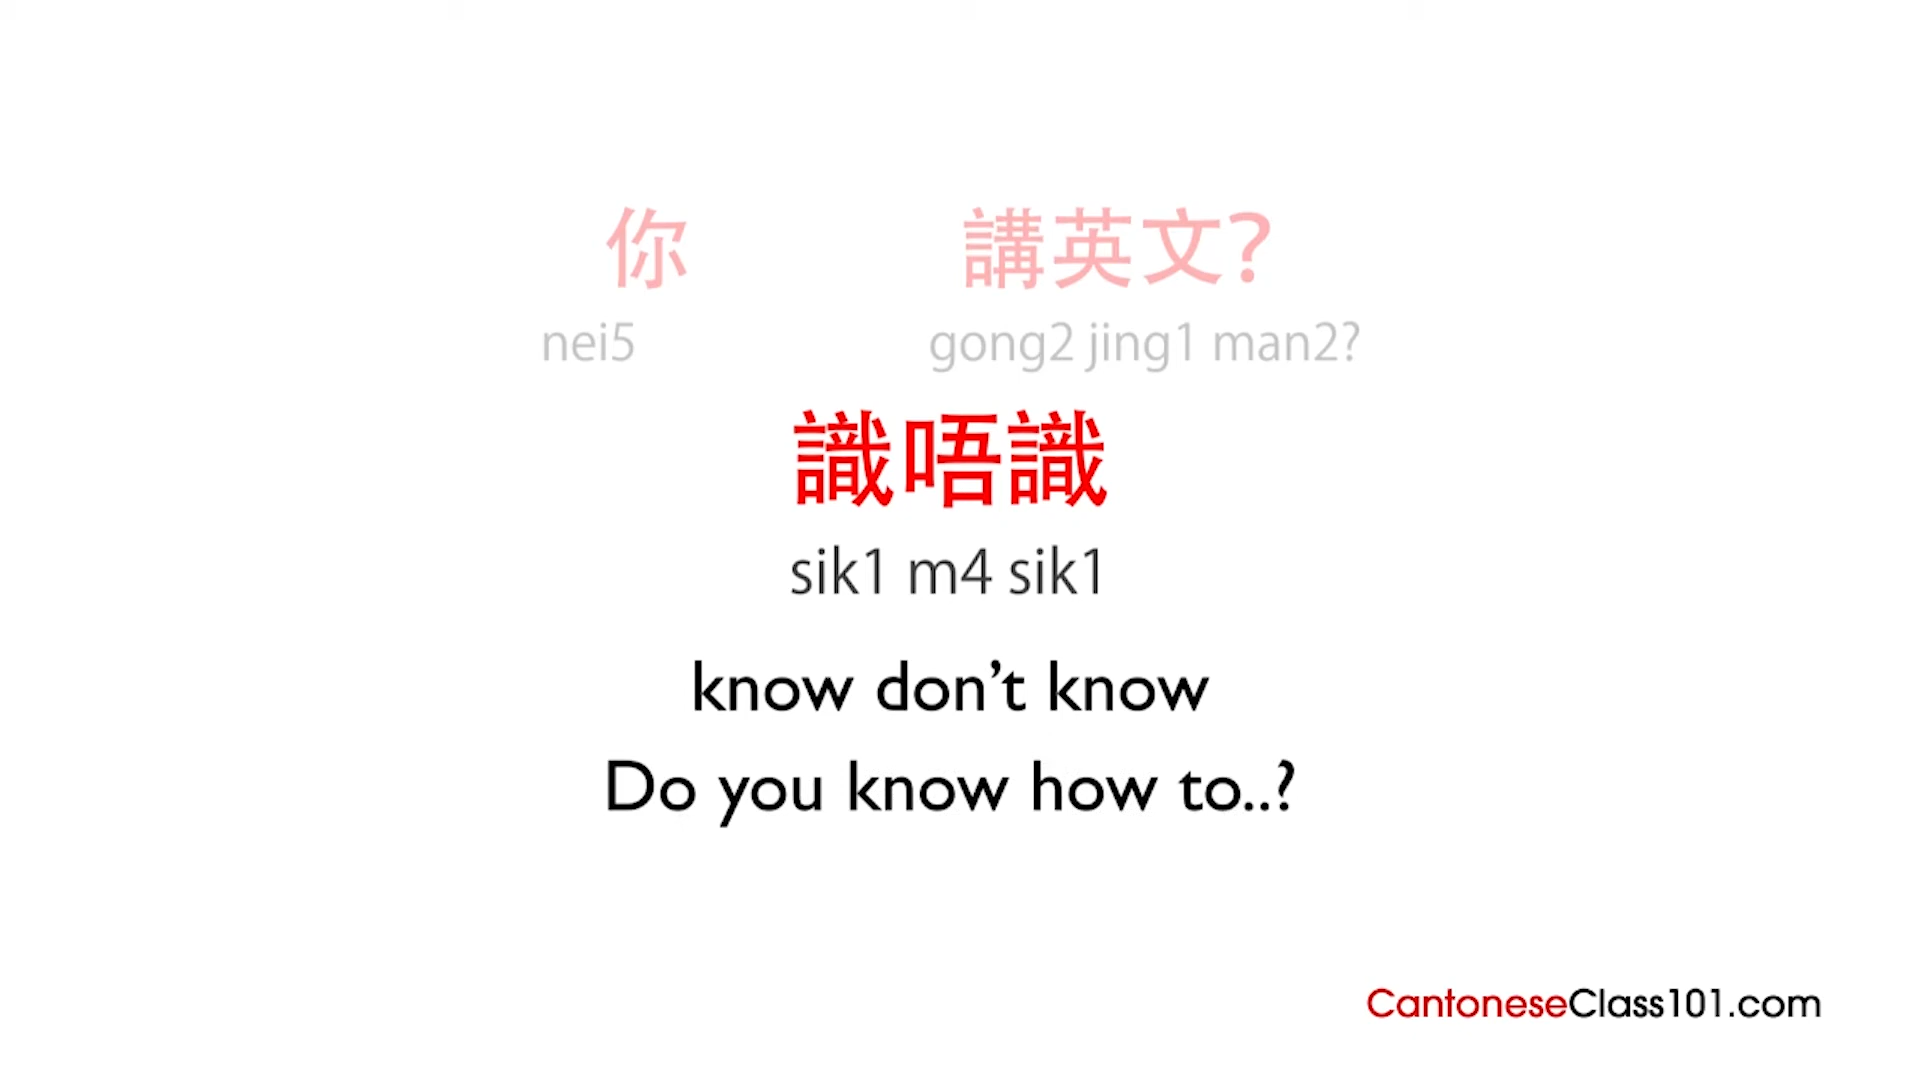 你 講英文?
nei5 gong2 jing1 man2?
識唔識
sik1 m4 sik1
know don’t know
Do you know how to..?
CantoneseClass101.com